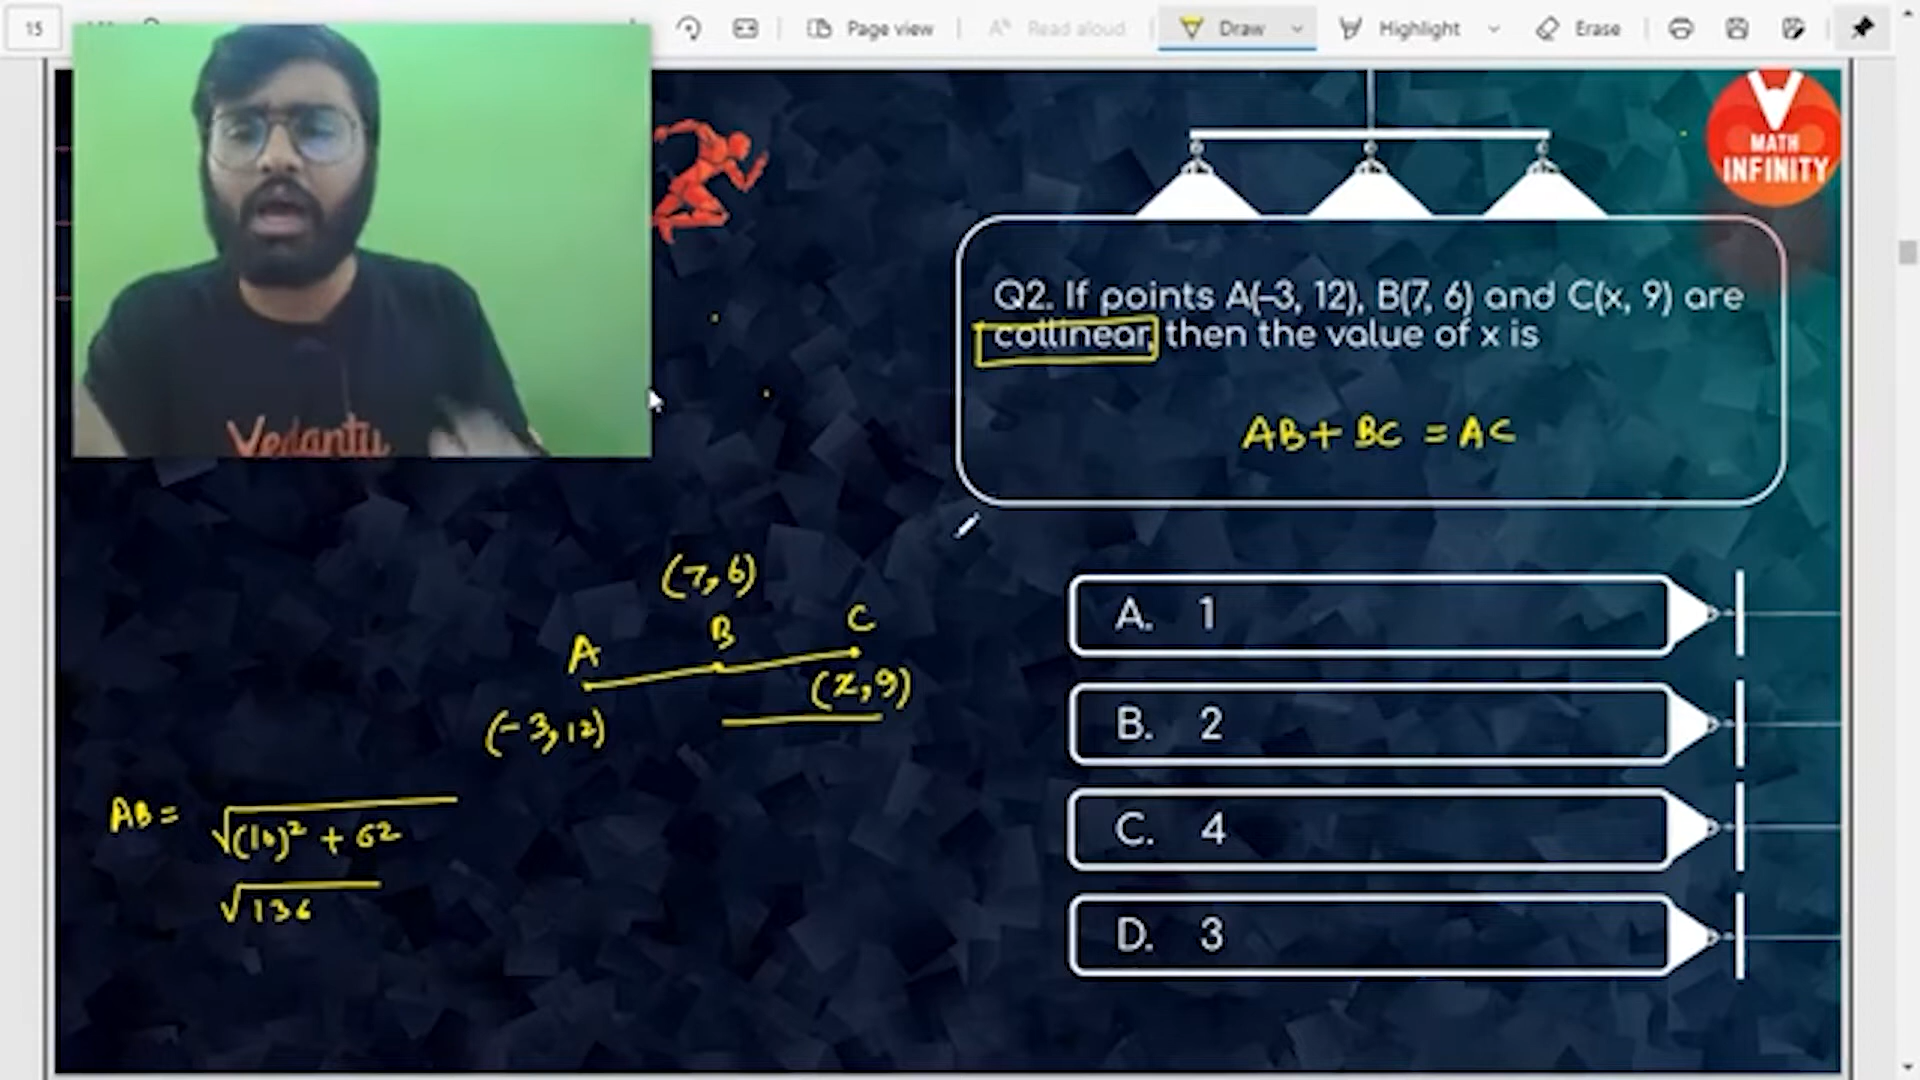 15
Page view
Read aloud
Draw
Highlight
Erase
MATH
INFINITY
Vedantu
Q2. If points A(–3, 12), B(7, 6) and C(x, 9) are
collinear, then the value of x is
AB + BC = AC
(7, 6)
A B C
(x, 9)
(-3, 12)
AB = √(10)² + 62
√136
A. 1
B. 2
C. 4
D. 3